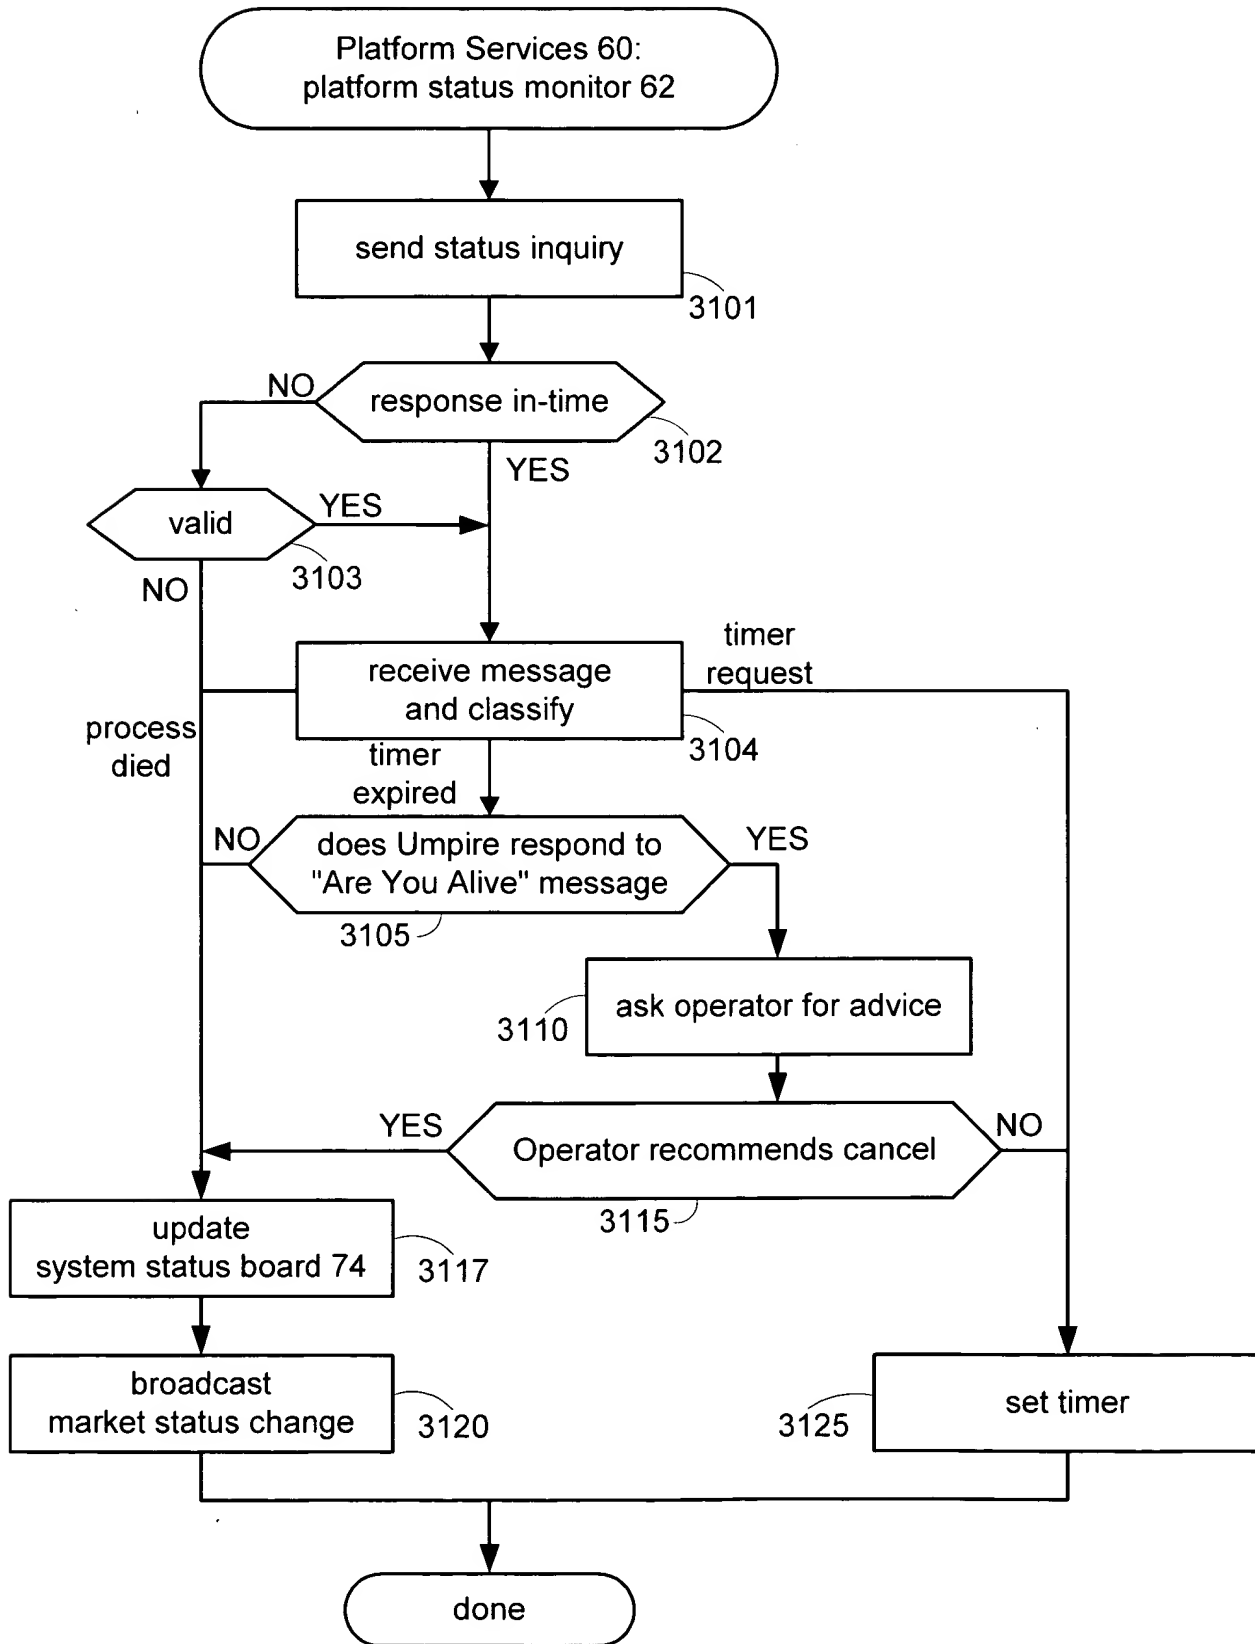 Platform Services 60:
platform status monitor 62
send status inquiry
3101
NO
response in-time
3102
YES
valid
YES
3103
NO
timer
request
receive message
and classify
3104
process
died
timer
expired
NO
does Umpire respond to
"Are You Alive" message
YES
3105
ask operator for advice
3110
YES
Operator recommends cancel
NO
3115
update
system status board 74
3117
broadcast
market status change
3120
set timer
3125
done